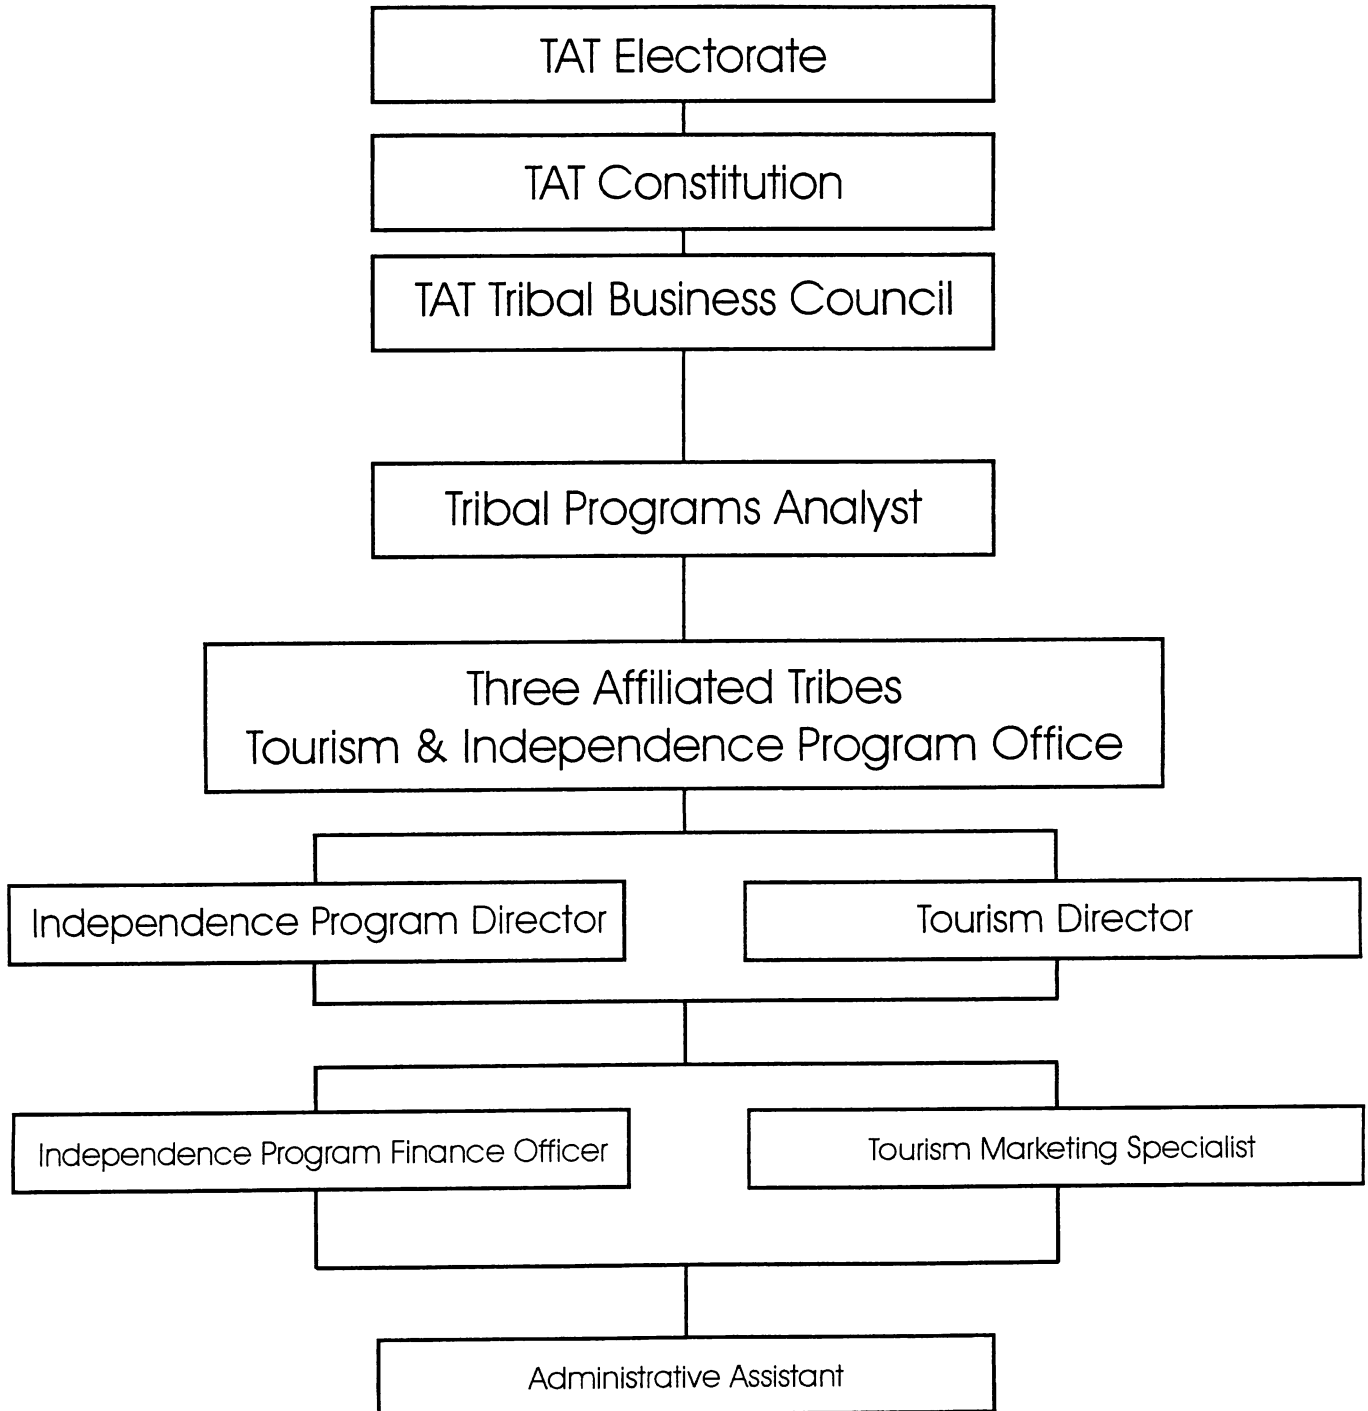 TAT Electorate
TAT Constitution
TAT Tribal Business Council
Tribal Programs Analyst
Three Affiliated Tribes
Tourism & Independence Program Office
Independence Program Director
Tourism Director
Independence Program Finance Officer
Tourism Marketing Specialist
Administrative Assistant